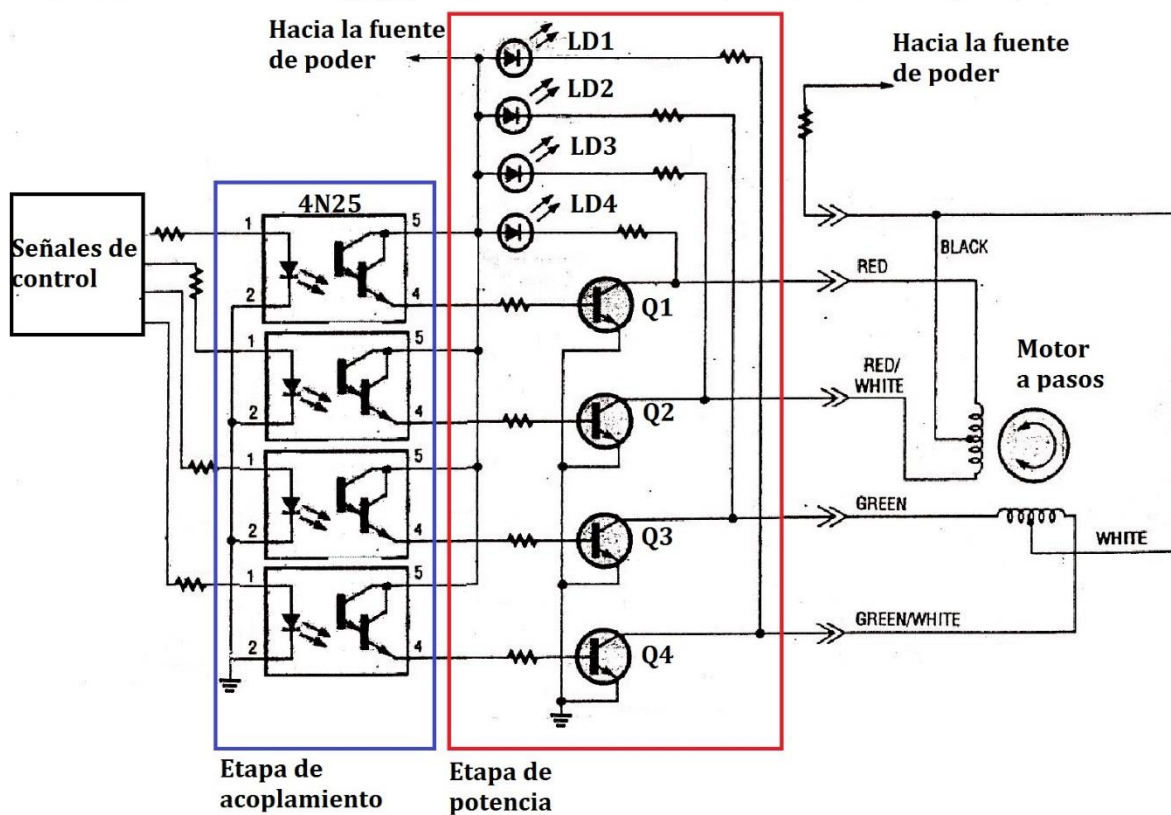 Hacia la fuente
de poder
LD1
LD2
LD3
LD4
Hacia la fuente
de poder
Señales de
control
4N25
1
5
2
4
1
5
2
4
1
5
2
4
1
5
2
4
Q1
Q2
Q3
Q4
BLACK
RED
RED/
WHITE
Motor
a pasos
GREEN
WHITE
GREEN/WHITE
Etapa de
acoplamiento
Etapa de
potencia